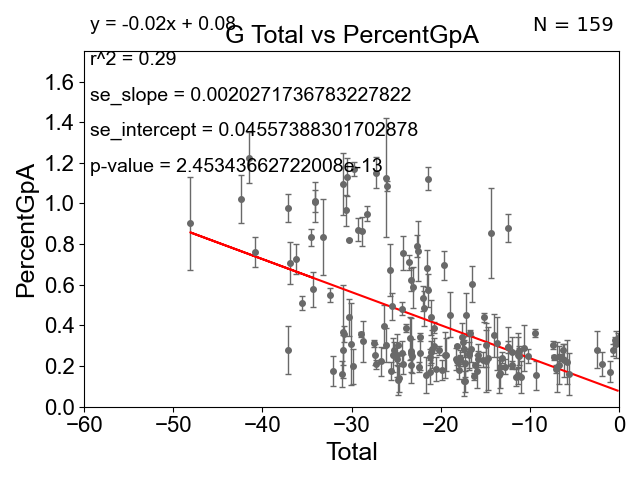 y = -0.02x + 0.08
N = 159
G Total vs PercentGpA
r^2 = 0.29
se_slope = 0.0020271736783227822
se_intercept = 0.04557388301702878
p-value = 2.45343662722008e-13
PercentGpA
1.6
1.4
1.2
1.0
0.8
0.6
0.4
0.2
0.0
−60 −50 −40 −30 −20 −10 0
Total